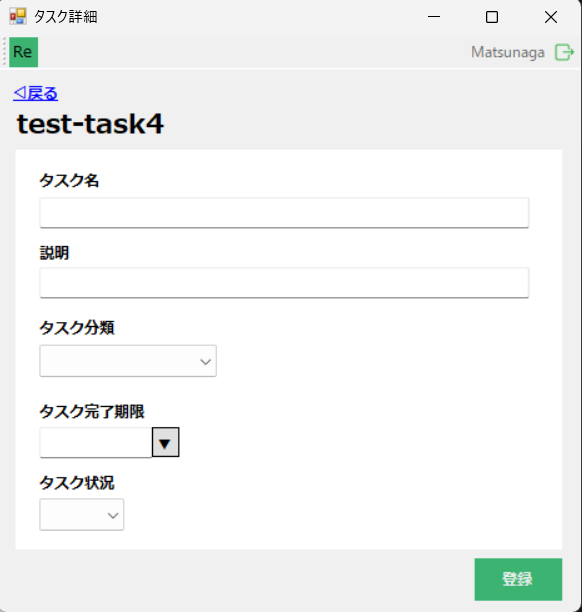 タスク詳細
Re
Matsunaga
◁戻る
test-task4
タスク名
説明
タスク分類
タスク完了期限
▼
タスク状況
登録